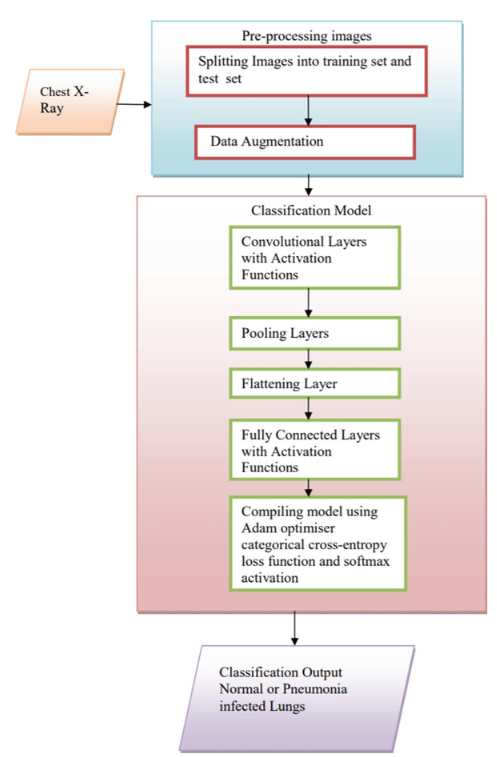 Pre-processing images
Splitting Images into training set and
test set
Chest X-
Ray
Data Augmentation
Classification Model
Convolutional Layers
with Activation
Functions
Pooling Layers
Flattening Layer
Fully Connected Layers
with Activation
Functions
Compiling model using
Adam optimiser
categorical cross-entropy
loss function and softmax
activation
Classification Output
Normal or Pneumonia
infected Lungs